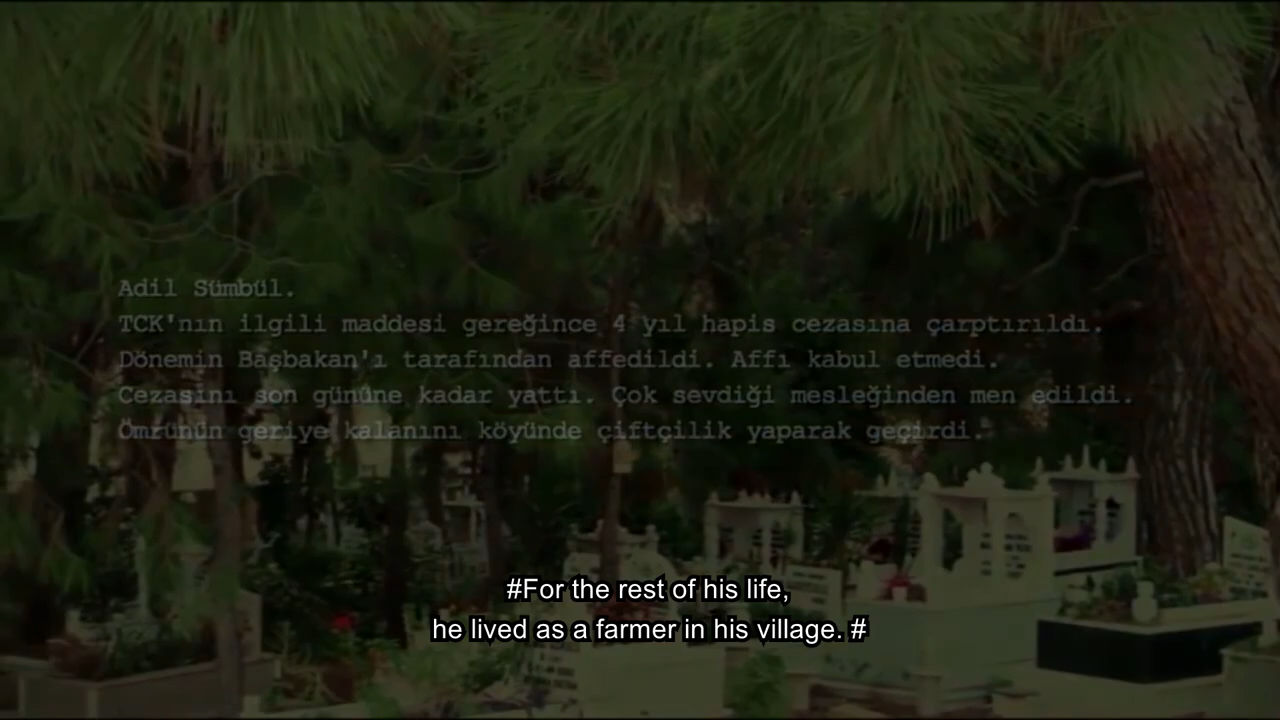 Adil Sümbül.
TCK'nın ilgili maddesi gereğince 4 yıl hapis cezasına çarptırıldı.
Dönemin Başbakan'ı tarafından affedildi. Affı kabul etmedi.
Cezasını son gününe kadar yattı. Çok sevdiği mesleğinden men edildi.
Ömrünün geriye kalanını köyünde çiftçilik yaparak geçirdi.
#For the rest of his life,
he lived as a farmer in his village. #